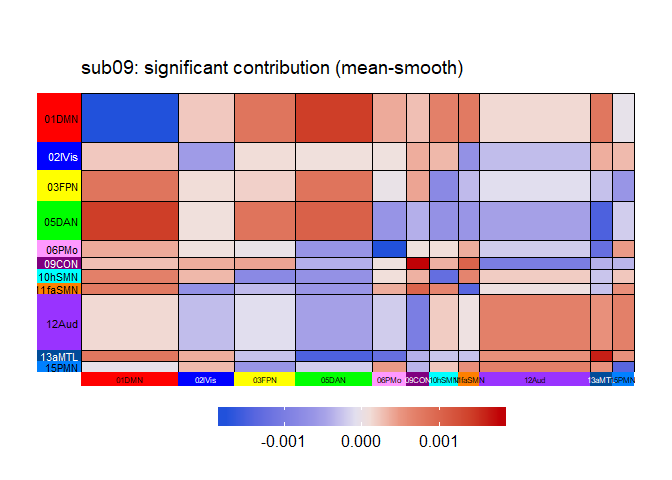 sub09: significant contribution (mean-smooth)
01DMN
02lVis
03FPN
05DAN
06PMo
09CON
10hSMN
11faSMN
12Aud
13aMTL
15PMN
01DMN 02lVis 03FPN 05DAN 06PMo 09CON 10hSMN 11faSMN 12Aud 13aMTL 15PMN
-0.001 0.000 0.001